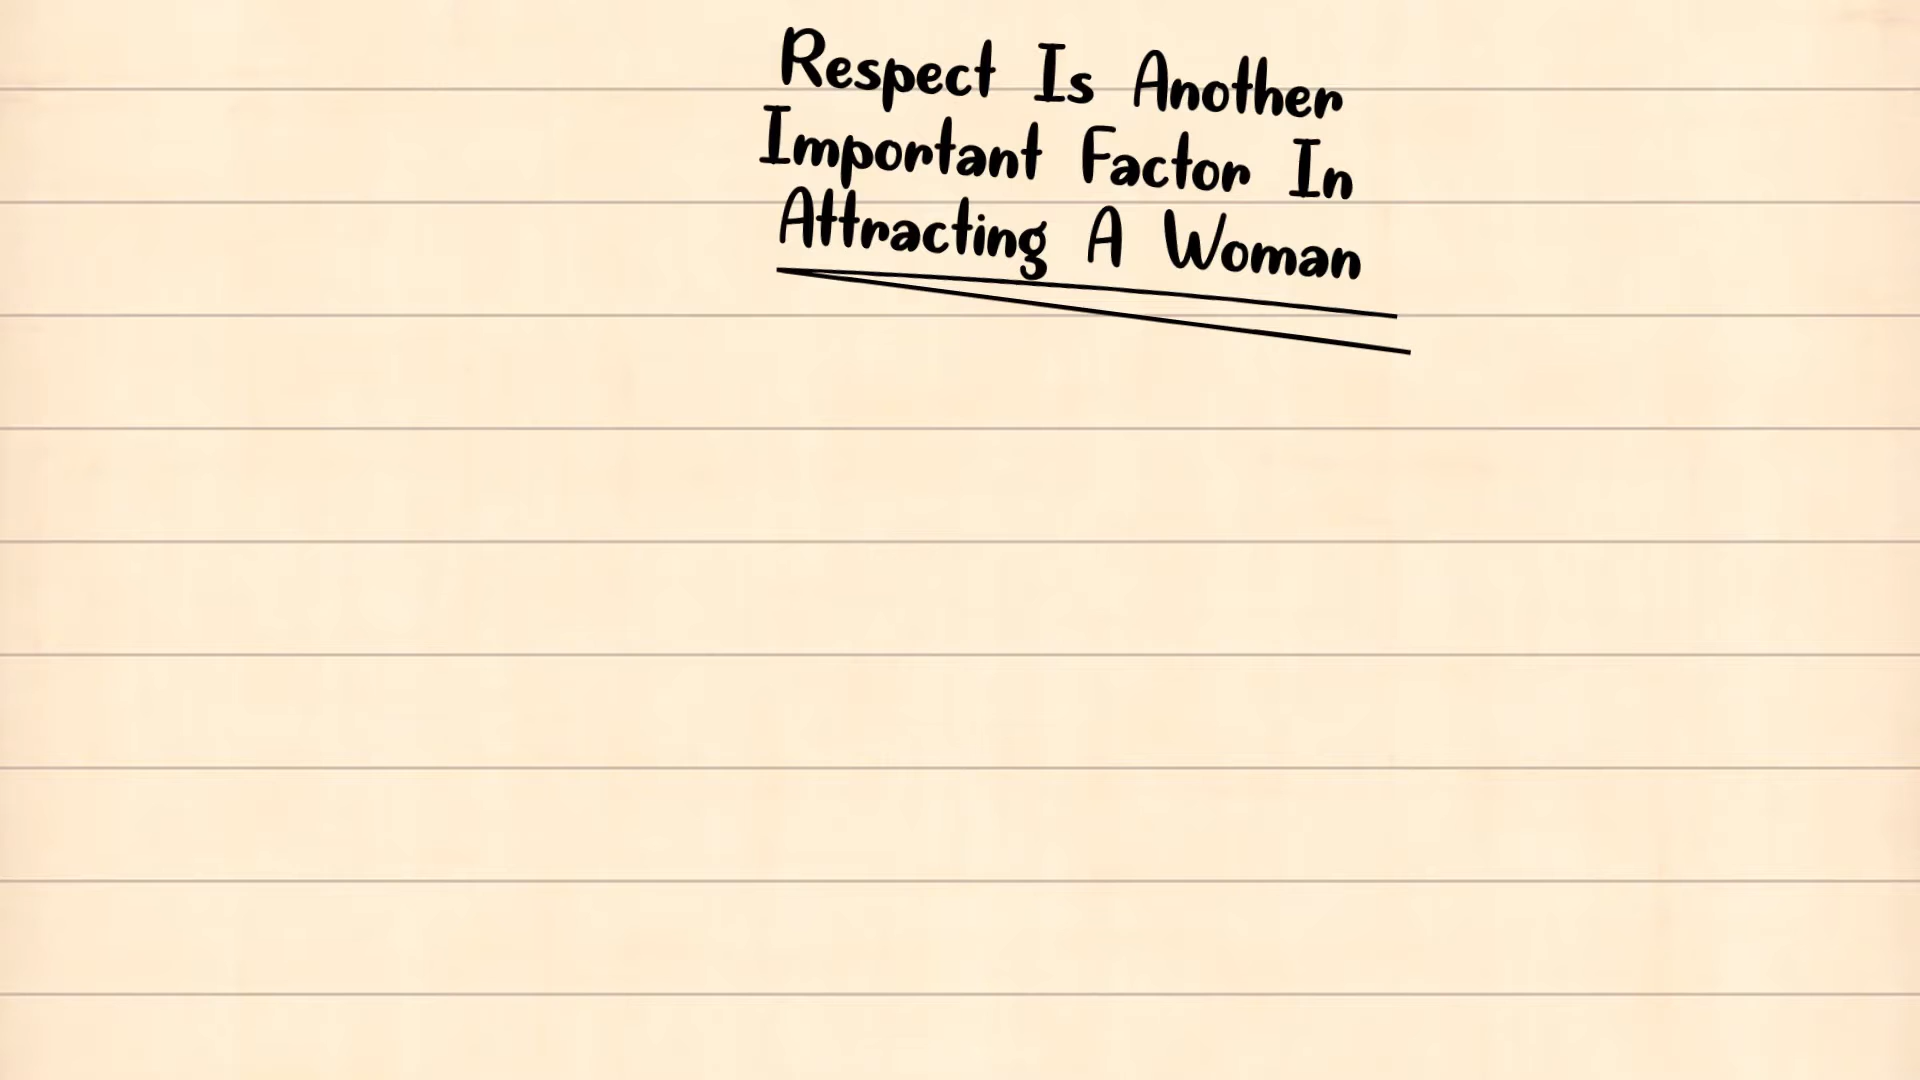 Respect Is Another
Important Factor In
Attracting A Woman